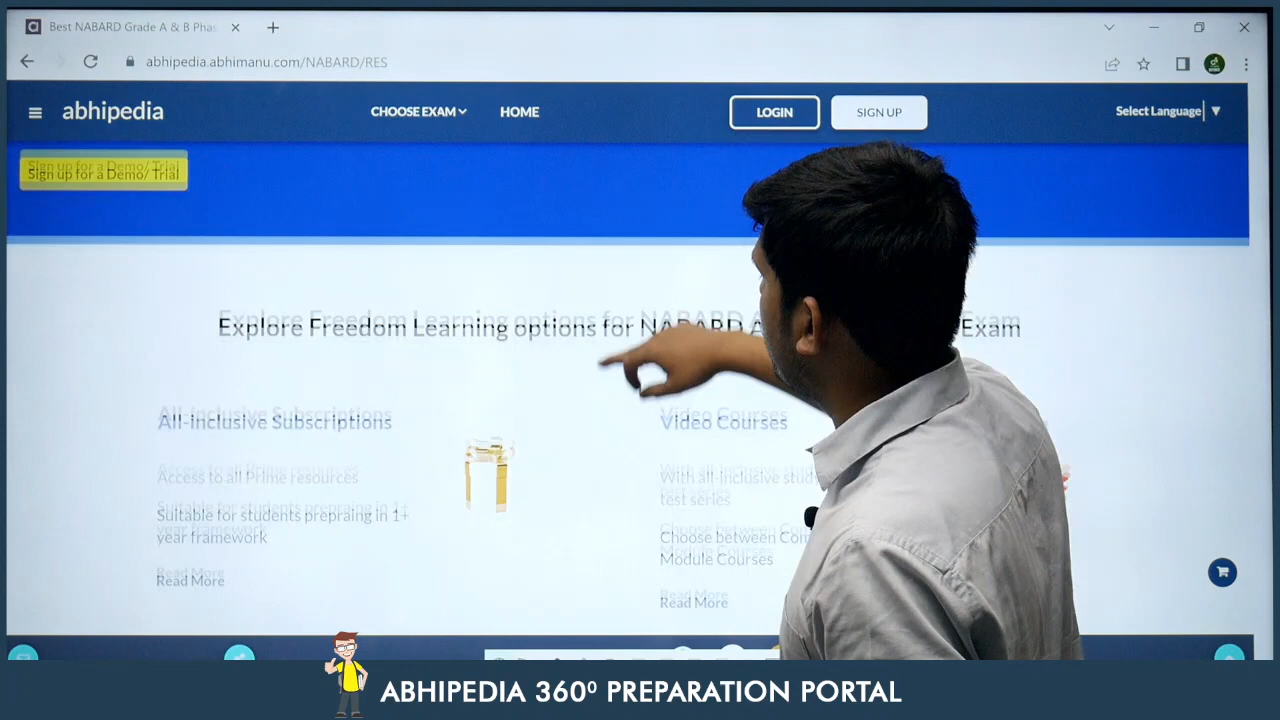 Best NABARD Grade A & B Phas
abhipedia.abhimanu.com/NABARD/RES
abhipedia
CHOOSE EXAM
HOME
LOGIN
SIGN UP
Select Language
Sign up for a Demo/ Trial
Explore Freedom Learning options for NABARD A Exam
All-inclusive Subscriptions
Access to all Prime resources
Suitable for students prepraing in 1+
year framework
Read More
Video Courses
With all-inclusive
test series
Choose between
Module Courses
Read More
ABHIPEDIA 360⁰ PREPARATION PORTAL